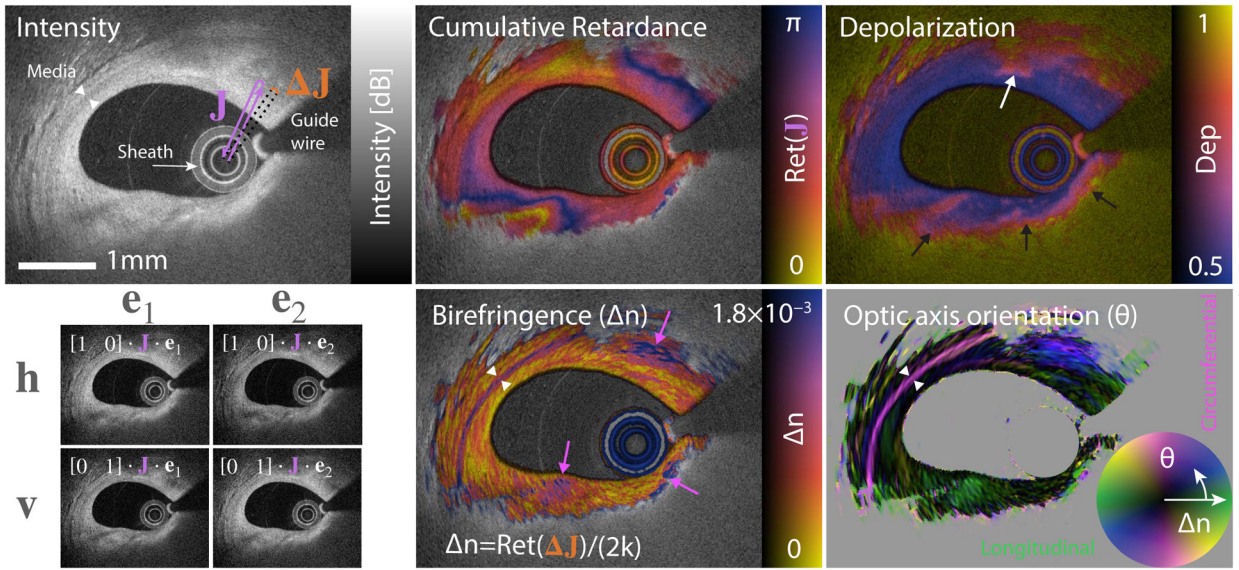 Intensity
Media
J
ΔJ
Guide
wire
Sheath
1mm
Intensity [dB]
Cumulative Retardance
π
Ret(J)
0
Depolarization
1
Dep
0.5
e₁
e₂
h
[1 0]·J·e₁
[1 0]·J·e₂
v
[0 1]·J·e₁
[0 1]·J·e₂
Birefringence (Δn)
1.8×10⁻³
Δn
0
Δn=Ret(ΔJ)/(2k)
Optic axis orientation (θ)
Circumferential
θ
Δn
Longitudinal